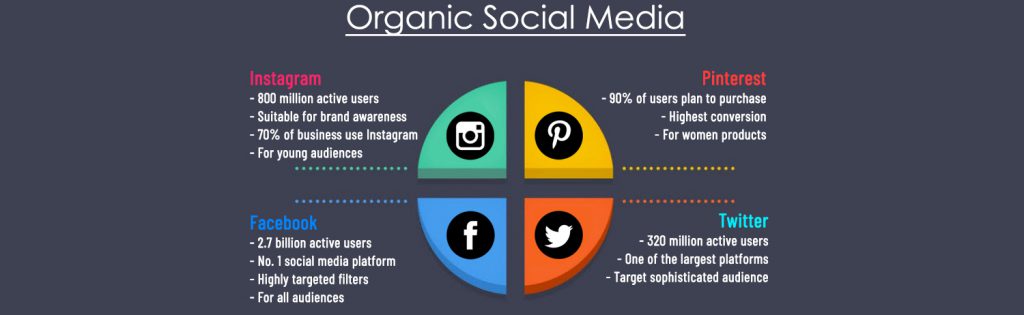 Organic Social Media
Instagram
- 800 million active users
- Suitable for brand awareness
- 70% of business use Instagram
- For young audiences
Pinterest
- 90% of users plan to purchase
- Highest conversion
- For women products
Facebook
- 2.7 billion active users
- No. 1 social media platform
- Highly targeted filters
- For all audiences
Twitter
- 320 million active users
- One of the largest platforms
- Target sophisticated audience